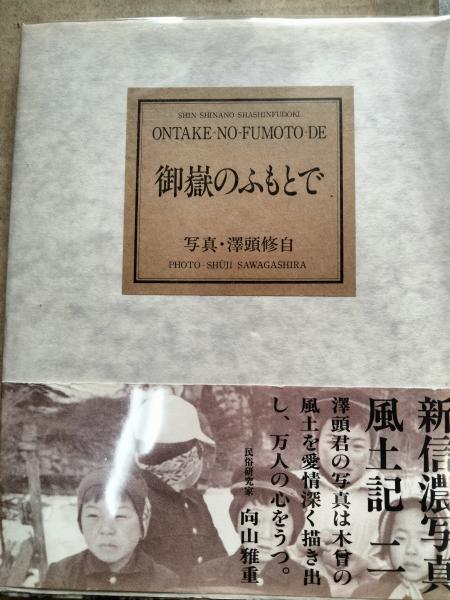 SHIN-SHINANO-SHASHINFUDOKI
ONTAKE-NO-FUMOTO-DE
御嶽のふもとで
写真・澤頭修自
PHOTO-SHŪJI SAWAGASHIRA
新信濃写真
風土記 二
澤頭君の写真は木曾の
風土を愛情深く描き出
し、万人の心をうつ。
民俗研究家 向山雅重